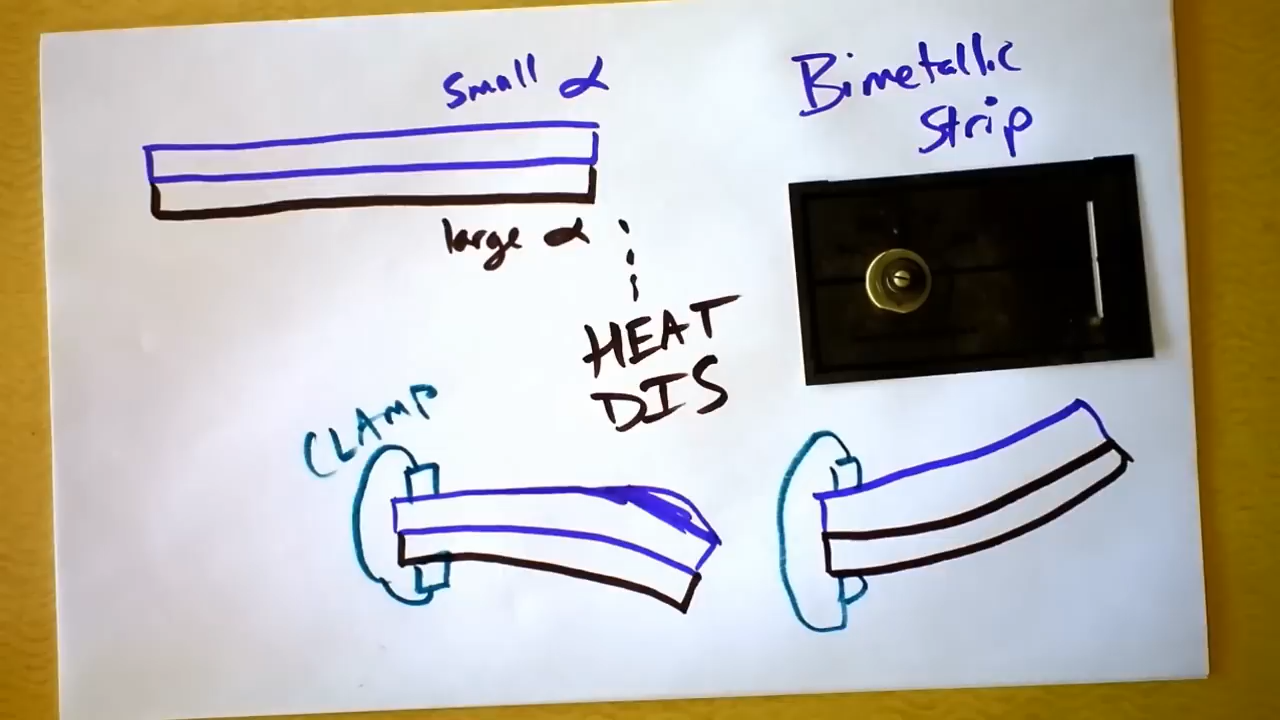 Small α
Bimetallic
Strip
large α
HEAT
DIS
CLAMP